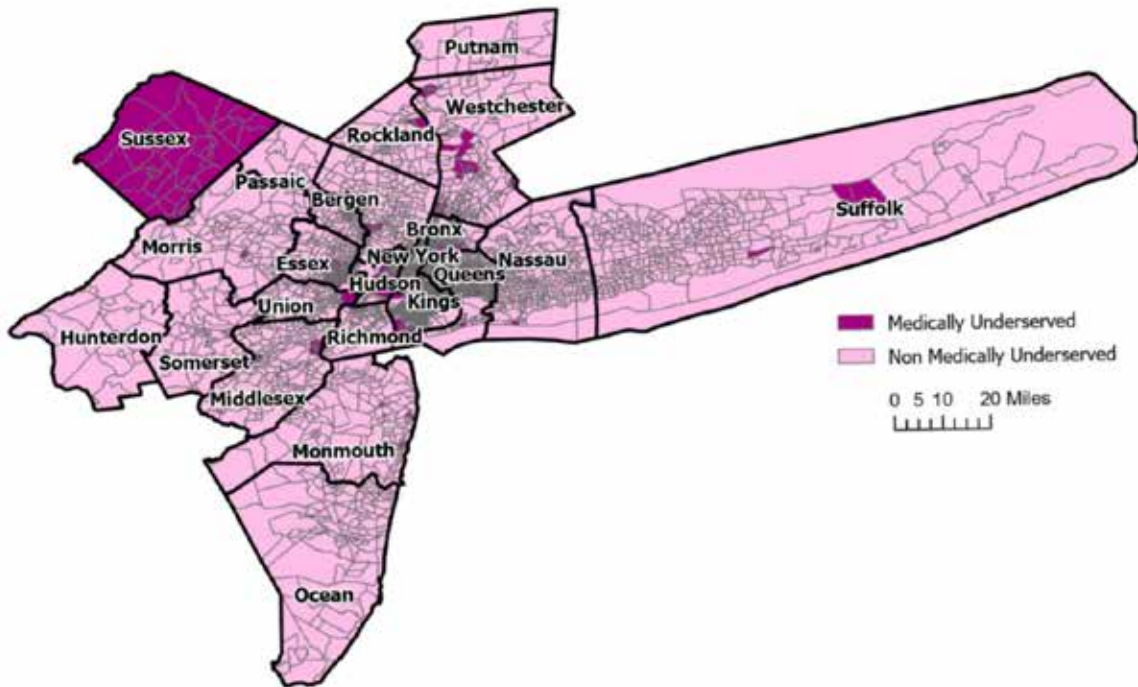 Putnam
Westchester
Sussex
Rockland
Passaic
Bergen
Suffolk
Morris
Bronx
Essex
New York
Nassau
Queens
Hudson
Union
Kings
Hunterdon
Richmond
Somerset
Middlesex
Monmouth
Ocean
Medically Underserved
Non Medically Underserved
0 5 10 20 Miles